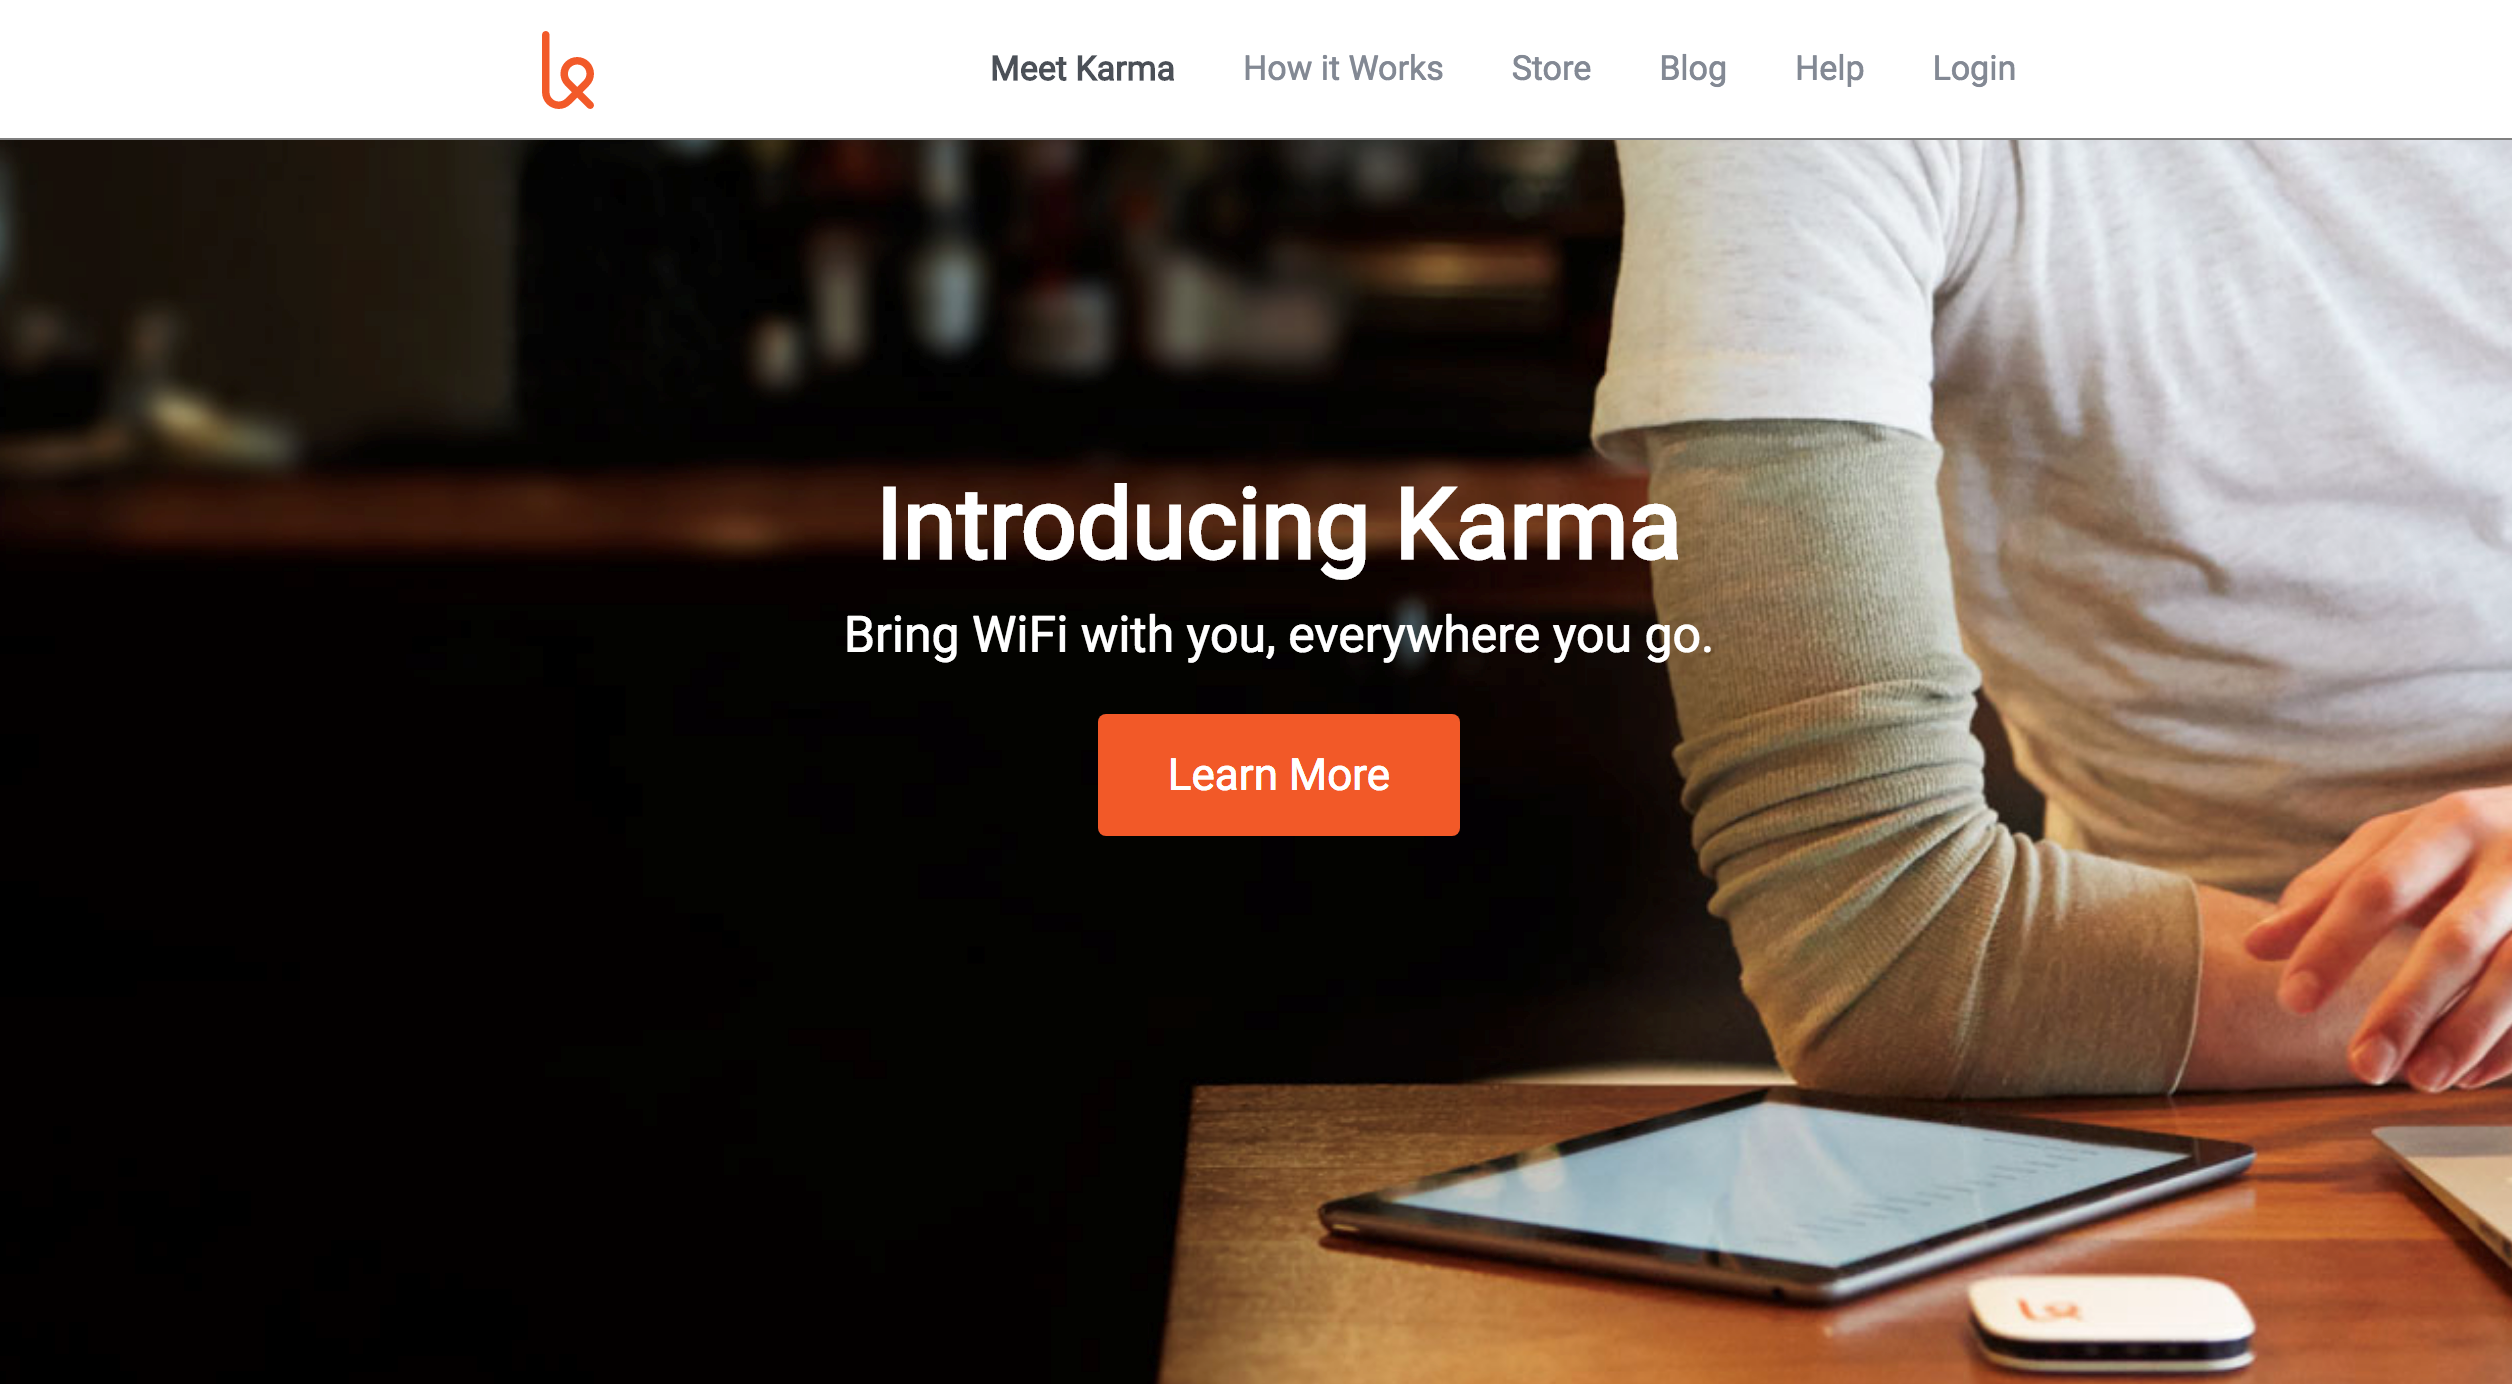 Meet Karma How it Works Store Blog Help Login
Introducing Karma
Bring WiFi with you, everywhere you go.
Learn More